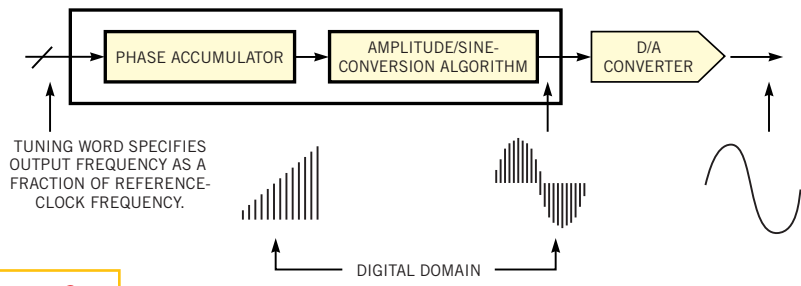 PHASE ACCUMULATOR
AMPLITUDE/SINE-
CONVERSION ALGORITHM
D/A
CONVERTER
TUNING WORD SPECIFIES
OUTPUT FREQUENCY AS A
FRACTION OF REFERENCE-
CLOCK FREQUENCY.
DIGITAL DOMAIN